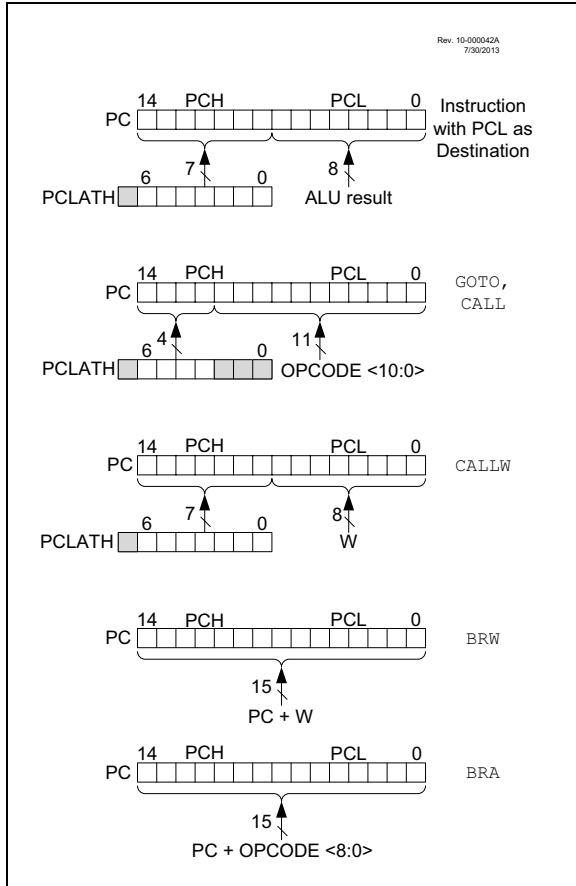 Rev. 10-000042A
7/30/2013
14 PCH PCL 0
PC
Instruction
with PCL as
Destination
7 8
6 0
PCLATH ALU result
14 PCH PCL 0
PC
GOTO,
CALL
4 11
6 0
PCLATH OPCODE <10:0>
14 PCH PCL 0
PC CALLW
7 8
6 0
PCLATH W
14 PCH PCL 0
PC BRW
15
PC + W
14 PCH PCL 0
PC BRA
15
PC + OPCODE <8:0>